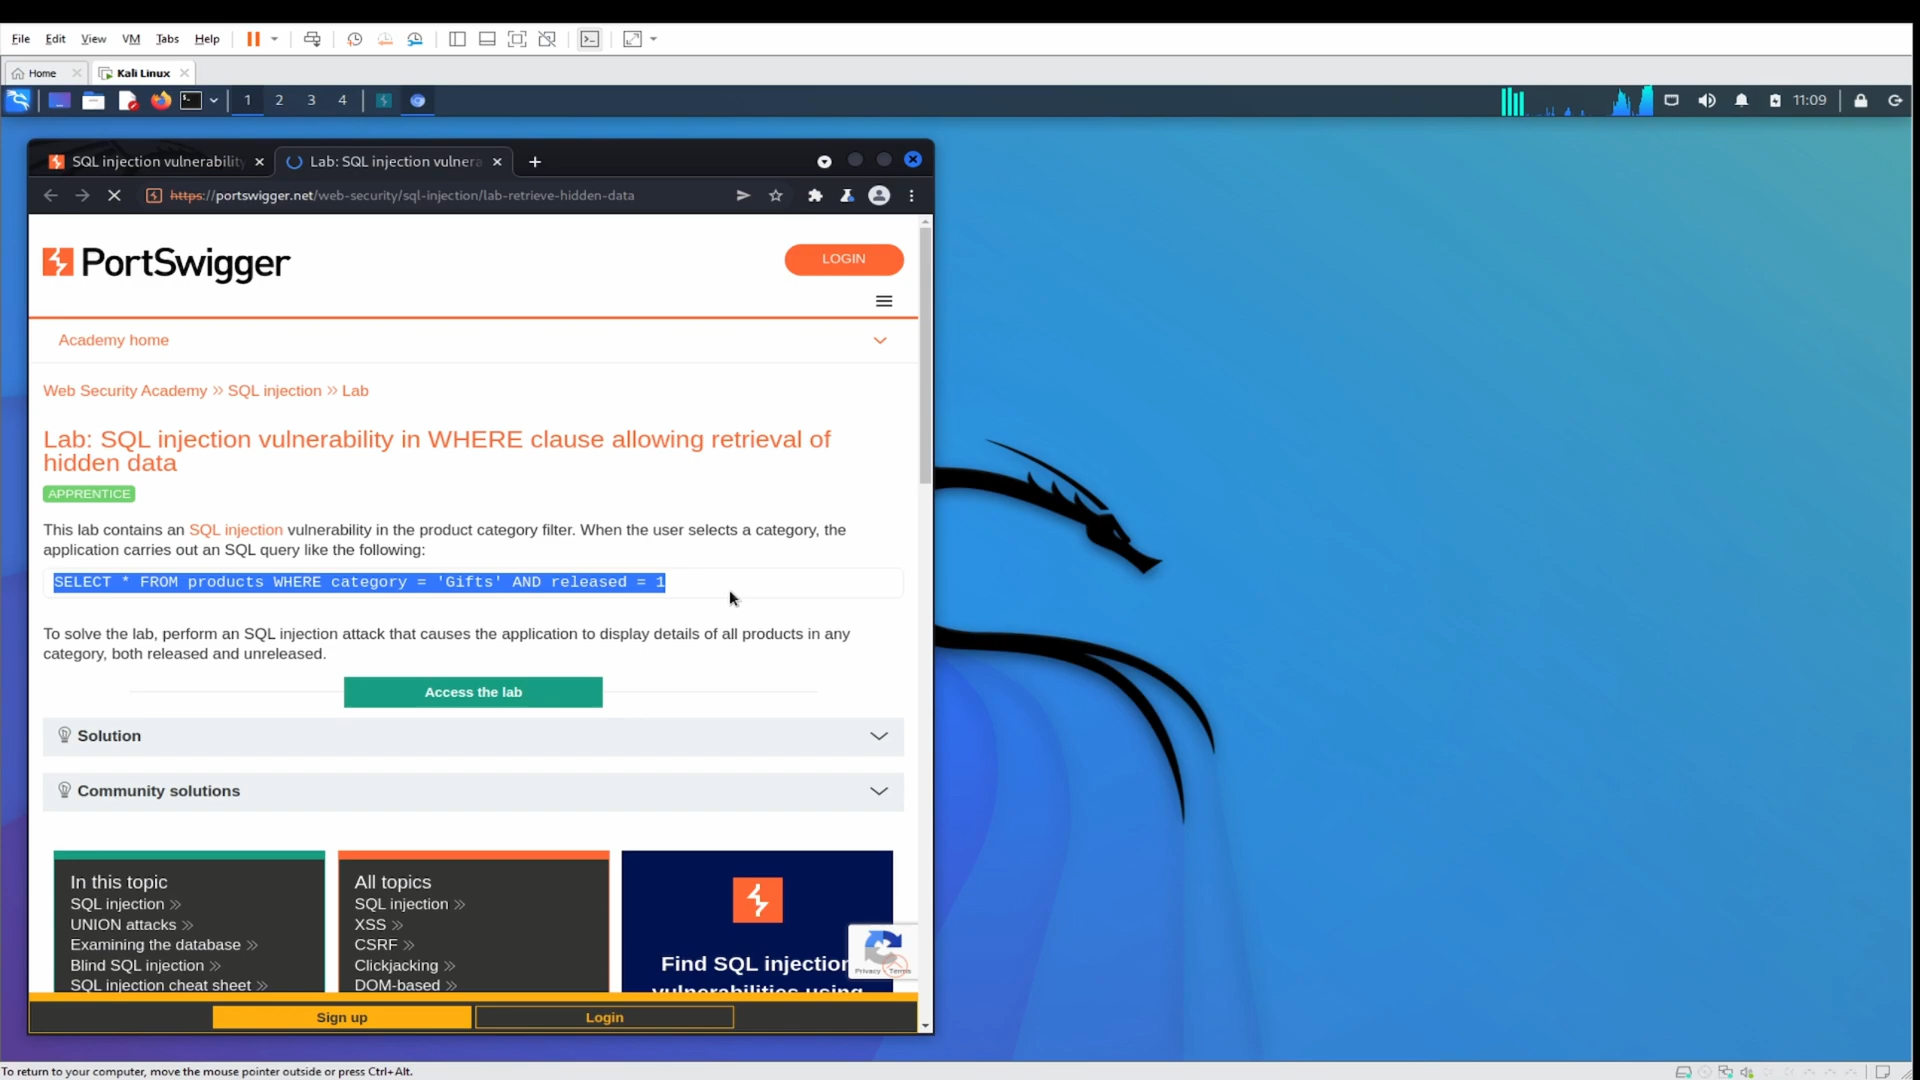 File Edit View VM Tabs Help
Home Kali Linux
1 2 3 4 11:09
SQL injection vulnerability Lab: SQL injection vulnera
https://portswigger.net/web-security/sql-injection/lab-retrieve-hidden-data
PortSwigger
LOGIN
Academy home
Web Security Academy » SQL injection » Lab
Lab: SQL injection vulnerability in WHERE clause allowing retrieval of
hidden data
APPRENTICE
This lab contains an SQL injection vulnerability in the product category filter. When the user selects a category, the
application carries out an SQL query like the following:
SELECT * FROM products WHERE category = 'Gifts' AND released = 1
To solve the lab, perform an SQL injection attack that causes the application to display details of all products in any
category, both released and unreleased.
Access the lab
Solution
Community solutions
In this topic
SQL injection »
UNION attacks »
Examining the database »
Blind SQL injection »
SQL injection cheat sheet »
All topics
SQL injection »
XSS »
CSRF »
Clickjacking »
DOM-based »
Find SQL injection
vulnerabilities using
Privacy - Terms
Sign up Login
To return to your computer, move the mouse pointer outside or press Ctrl+Alt.